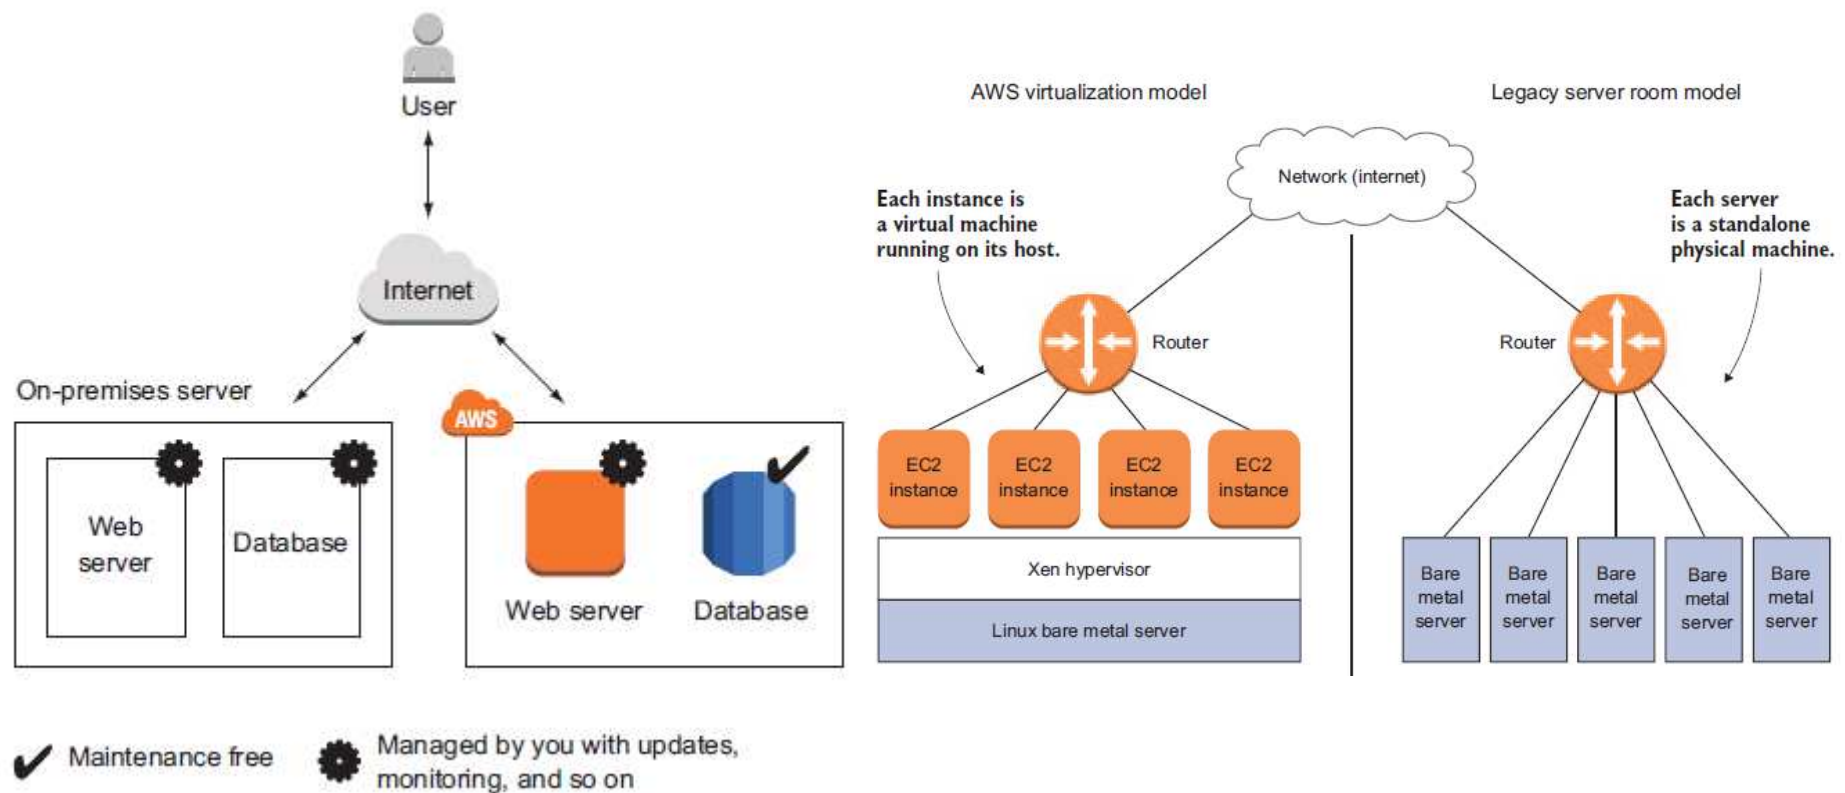 User
Internet
On-premises server
Web
server
Database
AWS
Web server
Database
Maintenance free
Managed by you with updates,
monitoring, and so on
AWS virtualization model
Legacy server room model
Network (internet)
Each instance is
a virtual machine
running on its host.
Each server
is a standalone
physical machine.
Router
Router
EC2
instance
EC2
instance
EC2
instance
EC2
instance
Xen hypervisor
Linux bare metal server
Bare
metal
server
Bare
metal
server
Bare
metal
server
Bare
metal
server
Bare
metal
server